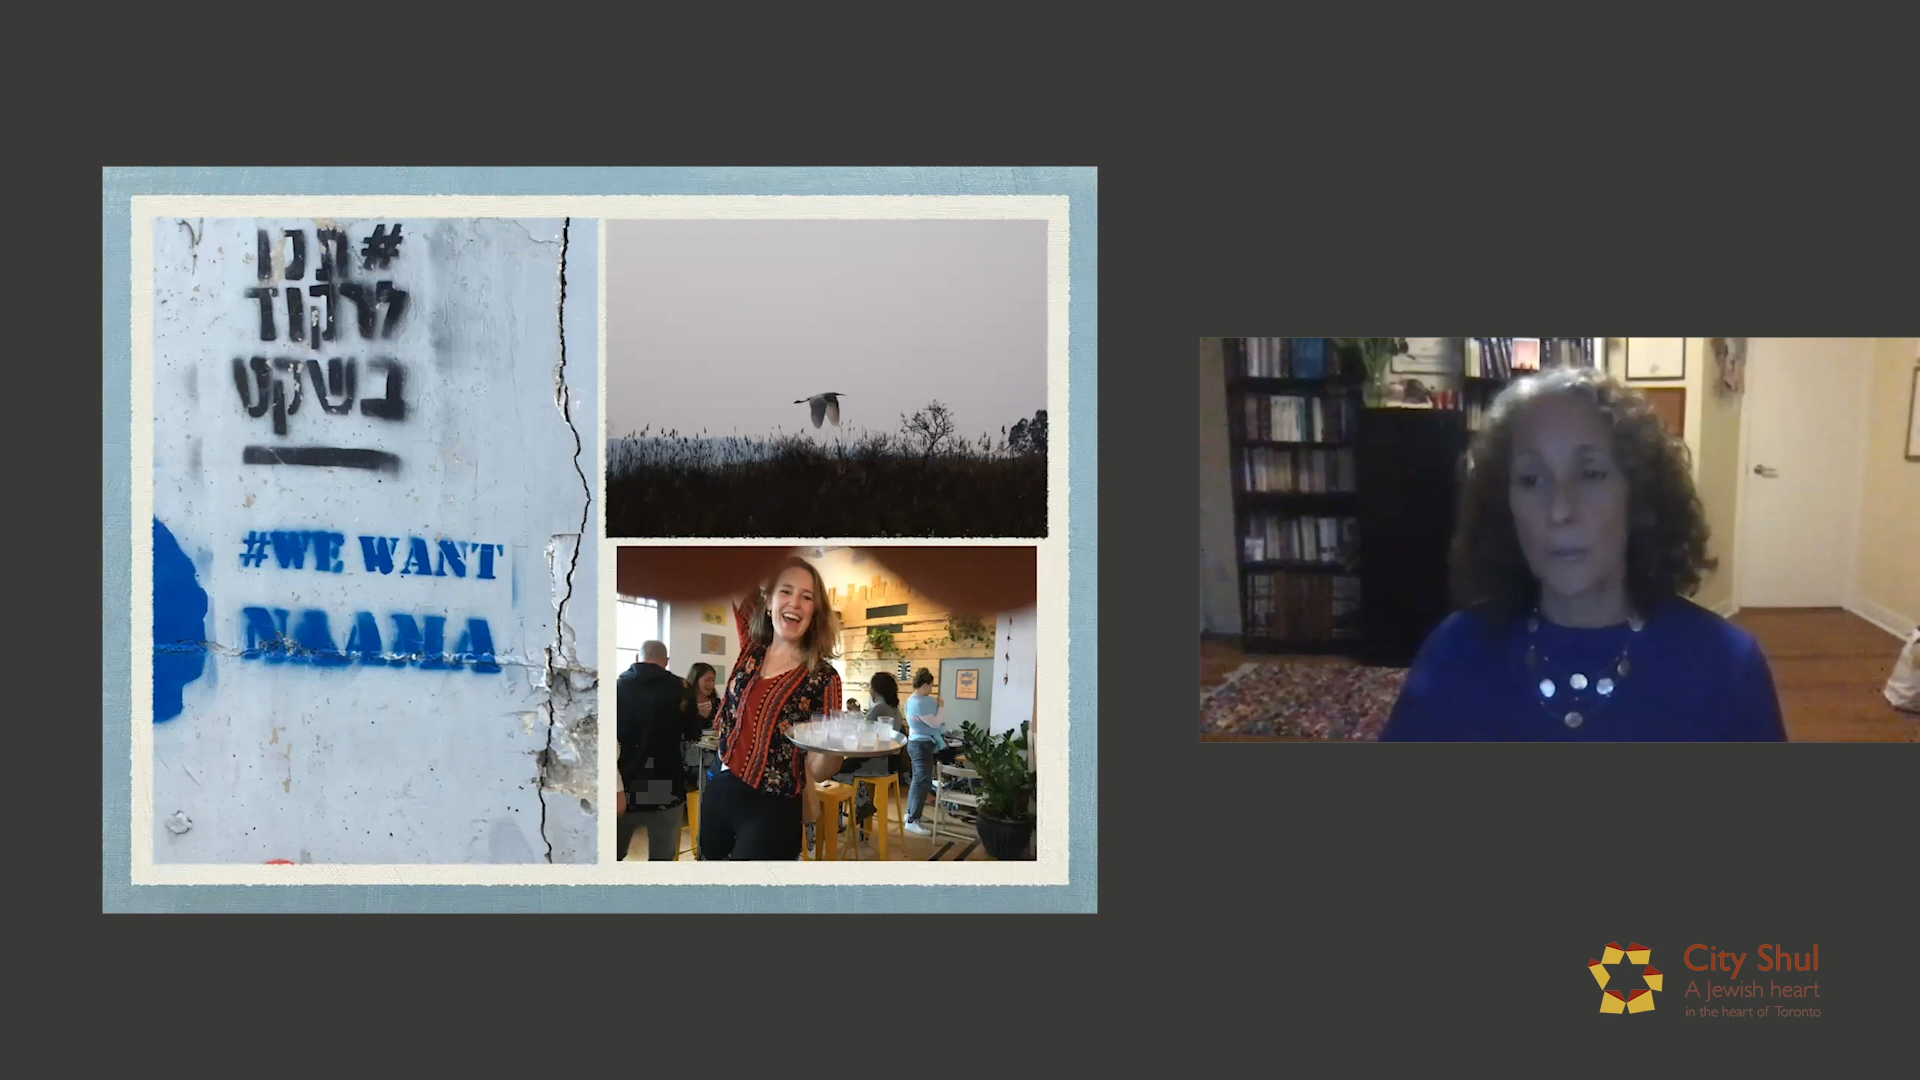 #תנו
לרקוד
בשקט
#WE WANT
NAAMA
City Shul
A Jewish heart
in the heart of Toronto